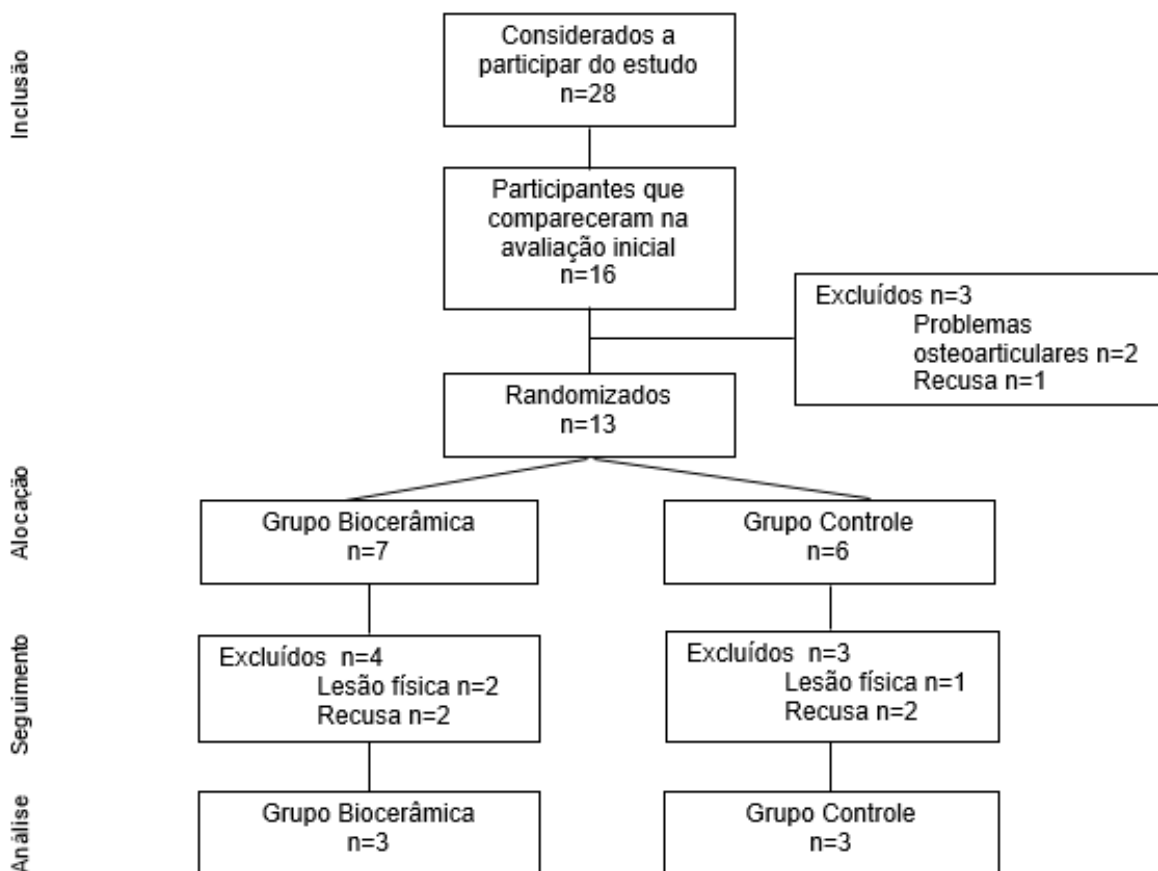 Inclusão
Considerados a
participar do estudo
n=28
Participantes que
compareceram na
avaliação inicial
n=16
Excluídos n=3
Problemas
osteoarticulares n=2
Recusa n=1
Randomizados
n=13
Alocação
Grupo Biocerâmica
n=7
Grupo Controle
n=6
Seguimento
Excluídos n=4
Lesão física n=2
Recusa n=2
Excluídos n=3
Lesão física n=1
Recusa n=2
Análise
Grupo Biocerâmica
n=3
Grupo Controle
n=3